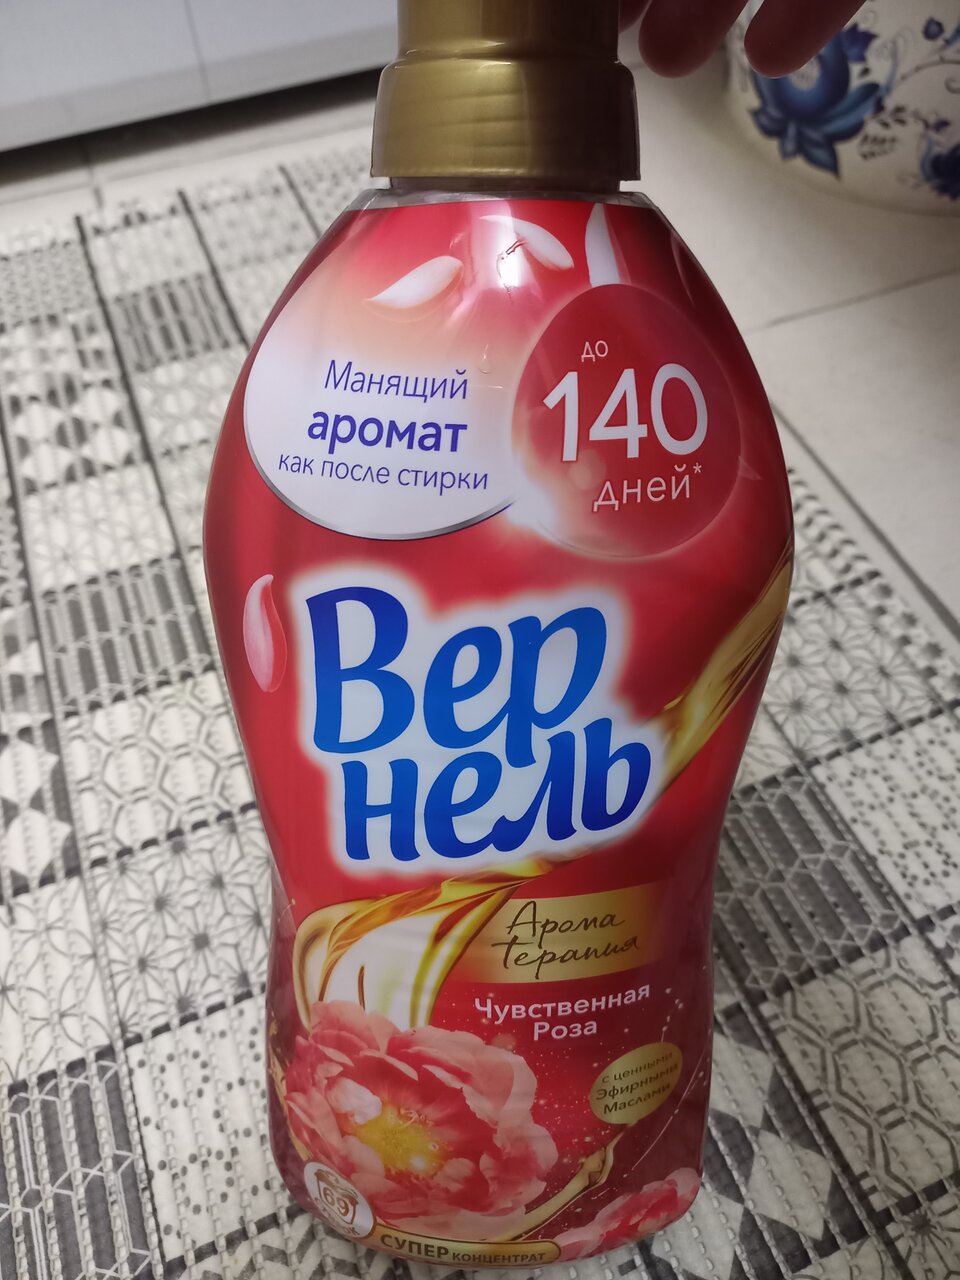 Манящий
аромат
как после стирки
до
140
дней*
Вер
нель
Арома
Терапия
Чувственная
Роза
с ценными
Эфирными
Маслами
69
СУПЕР КОНЦЕНТРАТ